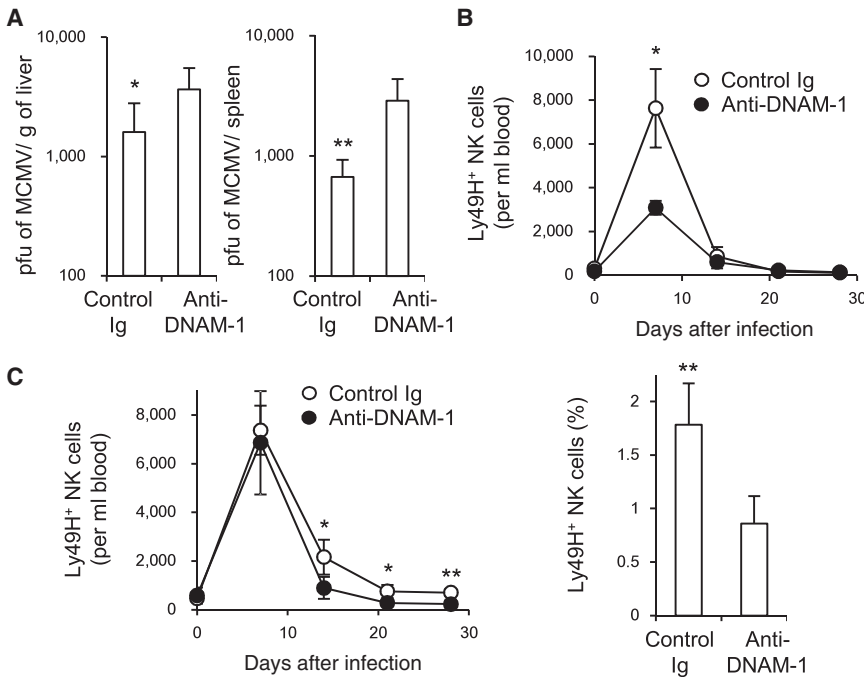 A
pfu of MCMV/ g of liver
10,000
1,000
100
*
Control
Ig
Anti-
DNAM-1
pfu of MCMV/ spleen
10,000
1,000
100
**
Control
Ig
Anti-
DNAM-1
B
Ly49H⁺ NK cells
(per ml blood)
10,000
8,000
6,000
4,000
2,000
0
*
Control Ig
Anti-DNAM-1
0
10
20
30
Days after infection
C
Ly49H⁺ NK cells
(per ml blood)
8,000
6,000
4,000
2,000
0
Control Ig
Anti-DNAM-1
*
*
**
0
10
20
30
Days after infection
Ly49H⁺ NK cells (%)
2
1.5
1
0.5
0
**
Control
Ig
Anti-
DNAM-1